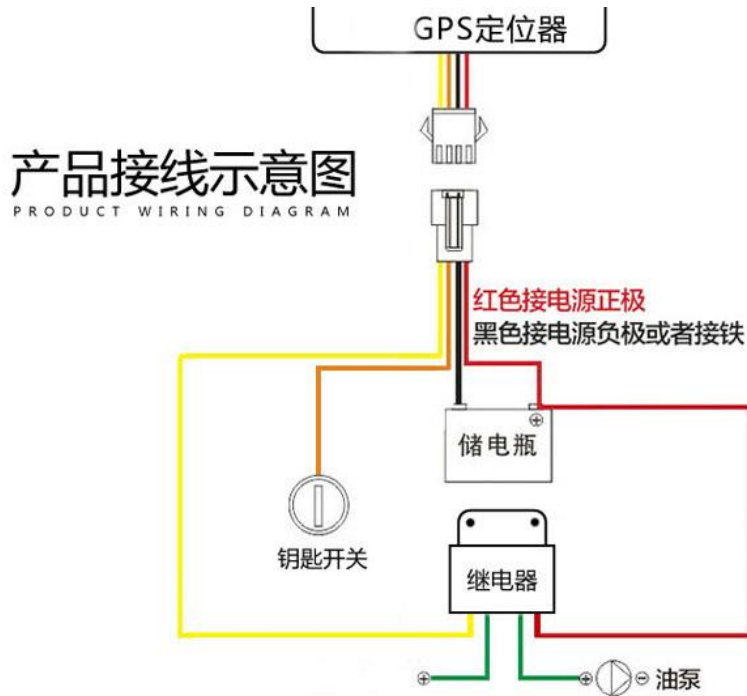 GPS定位器
产品接线示意图
PRODUCT WIRING DIAGRAM
红色接电源正极
黑色接电源负极或者接铁
储电瓶
钥匙开关
继电器
油泵